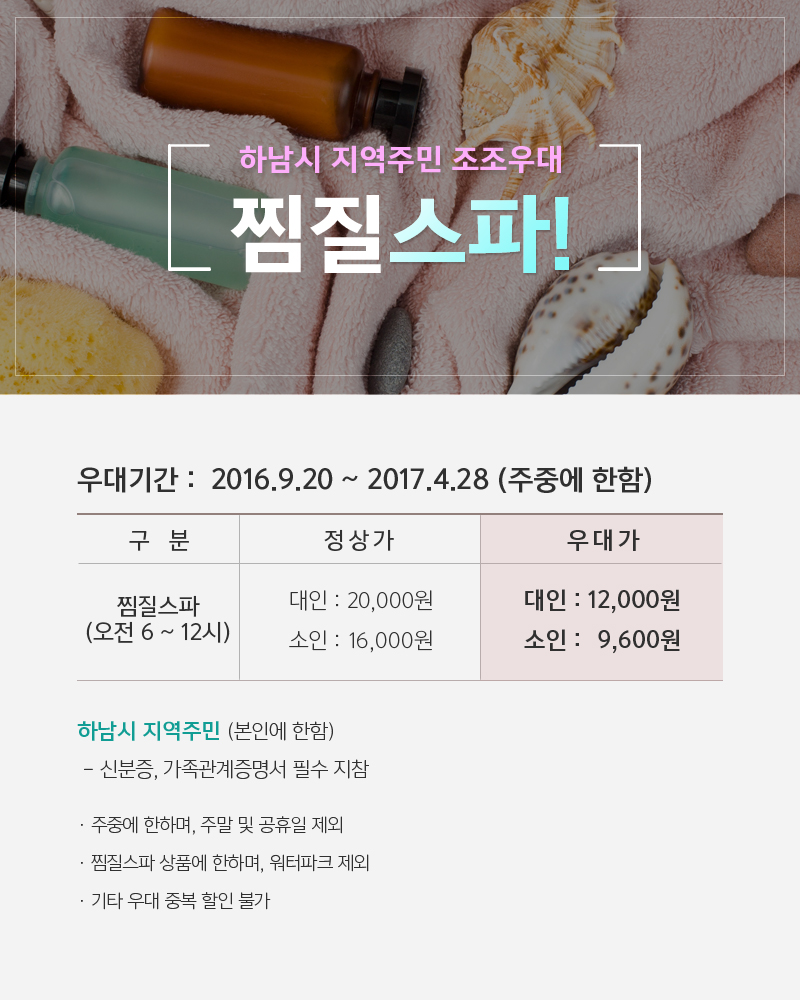 하남시 지역주민 조조우대
찜질스파!
우대기간 : 2016.9.20 ~ 2017.4.28 (주중에 한함)
구 분 정상가 우대가
찜질스파
(오전 6 ~ 12시)
대인 : 20,000원
소인 : 16,000원
대인 : 12,000원
소인 : 9,600원
하남시 지역주민 (본인에 한함)
– 신분증, 가족관계증명서 필수 지참
· 주중에 한하며, 주말 및 공휴일 제외
· 찜질스파 상품에 한하며, 워터파크 제외
· 기타 우대 중복 할인 불가